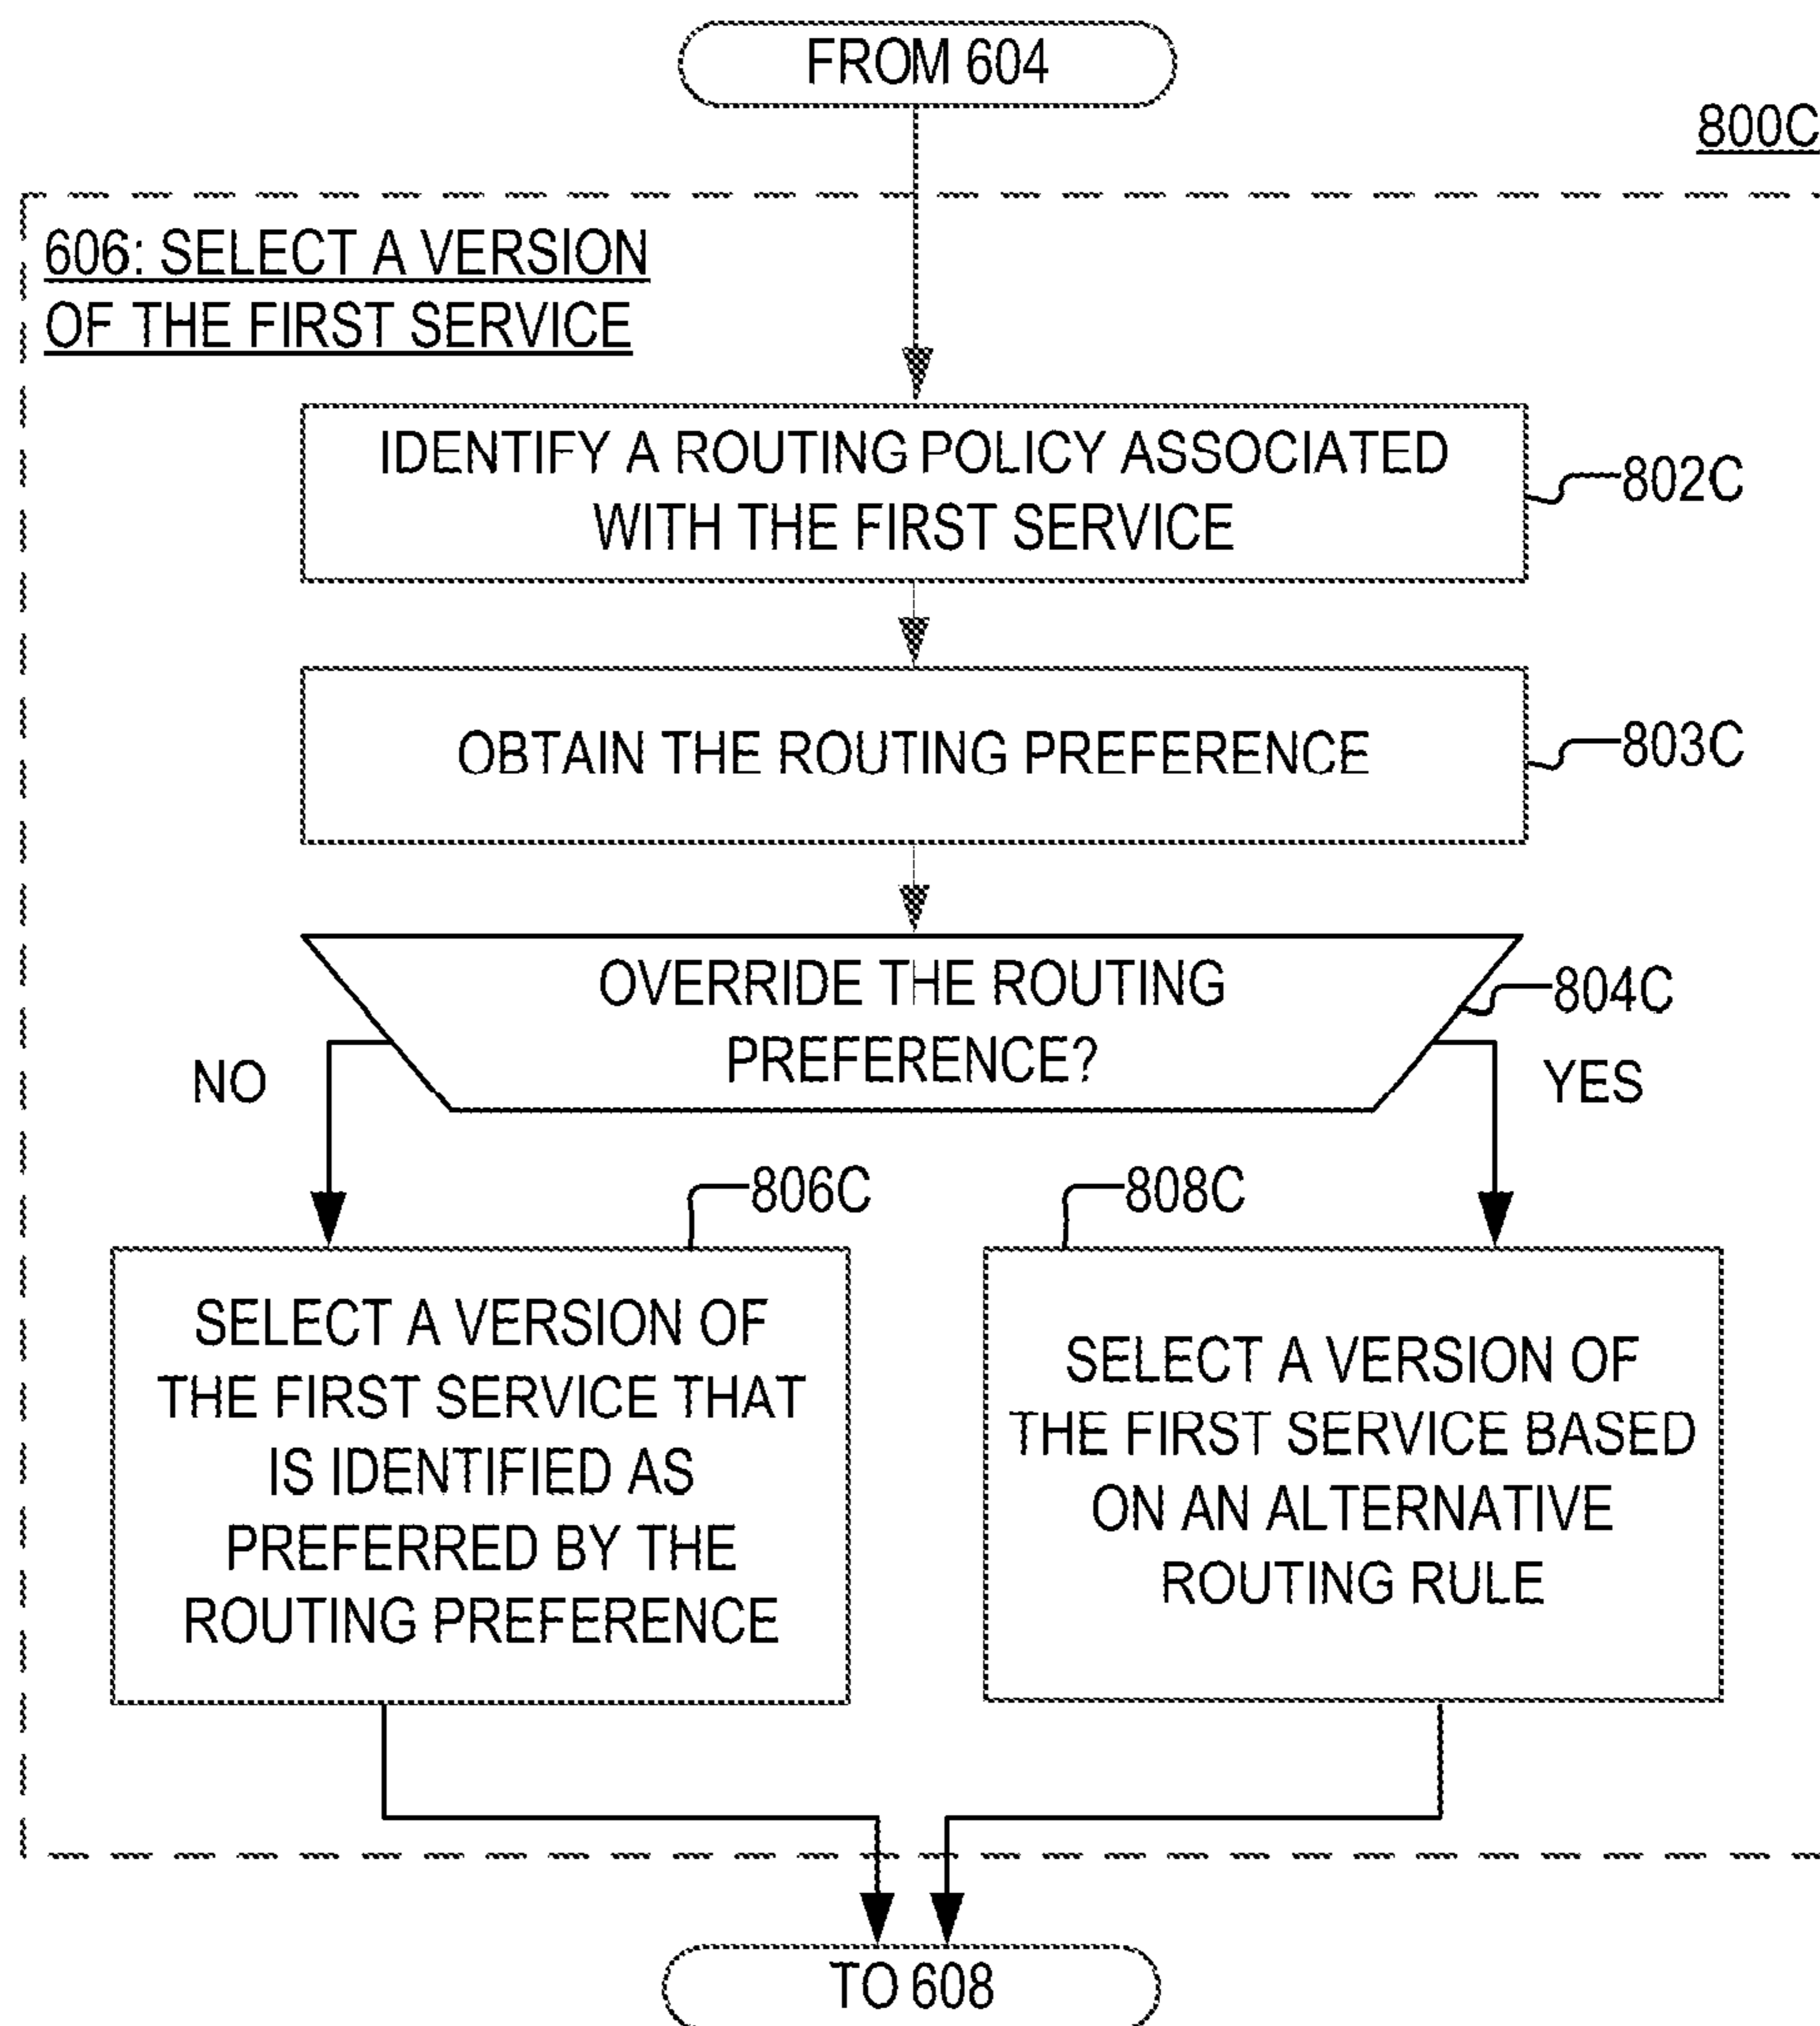 FROM 604
800C
606: SELECT A VERSION
OF THE FIRST SERVICE
IDENTIFY A ROUTING POLICY ASSOCIATED
WITH THE FIRST SERVICE
802C
OBTAIN THE ROUTING PREFERENCE
803C
OVERRIDE THE ROUTING
PREFERENCE?
804C
NO
YES
806C
808C
SELECT A VERSION OF
THE FIRST SERVICE THAT
IS IDENTIFIED AS
PREFERRED BY THE
ROUTING PREFERENCE
SELECT A VERSION OF
THE FIRST SERVICE BASED
ON AN ALTERNATIVE
ROUTING RULE
TO 608